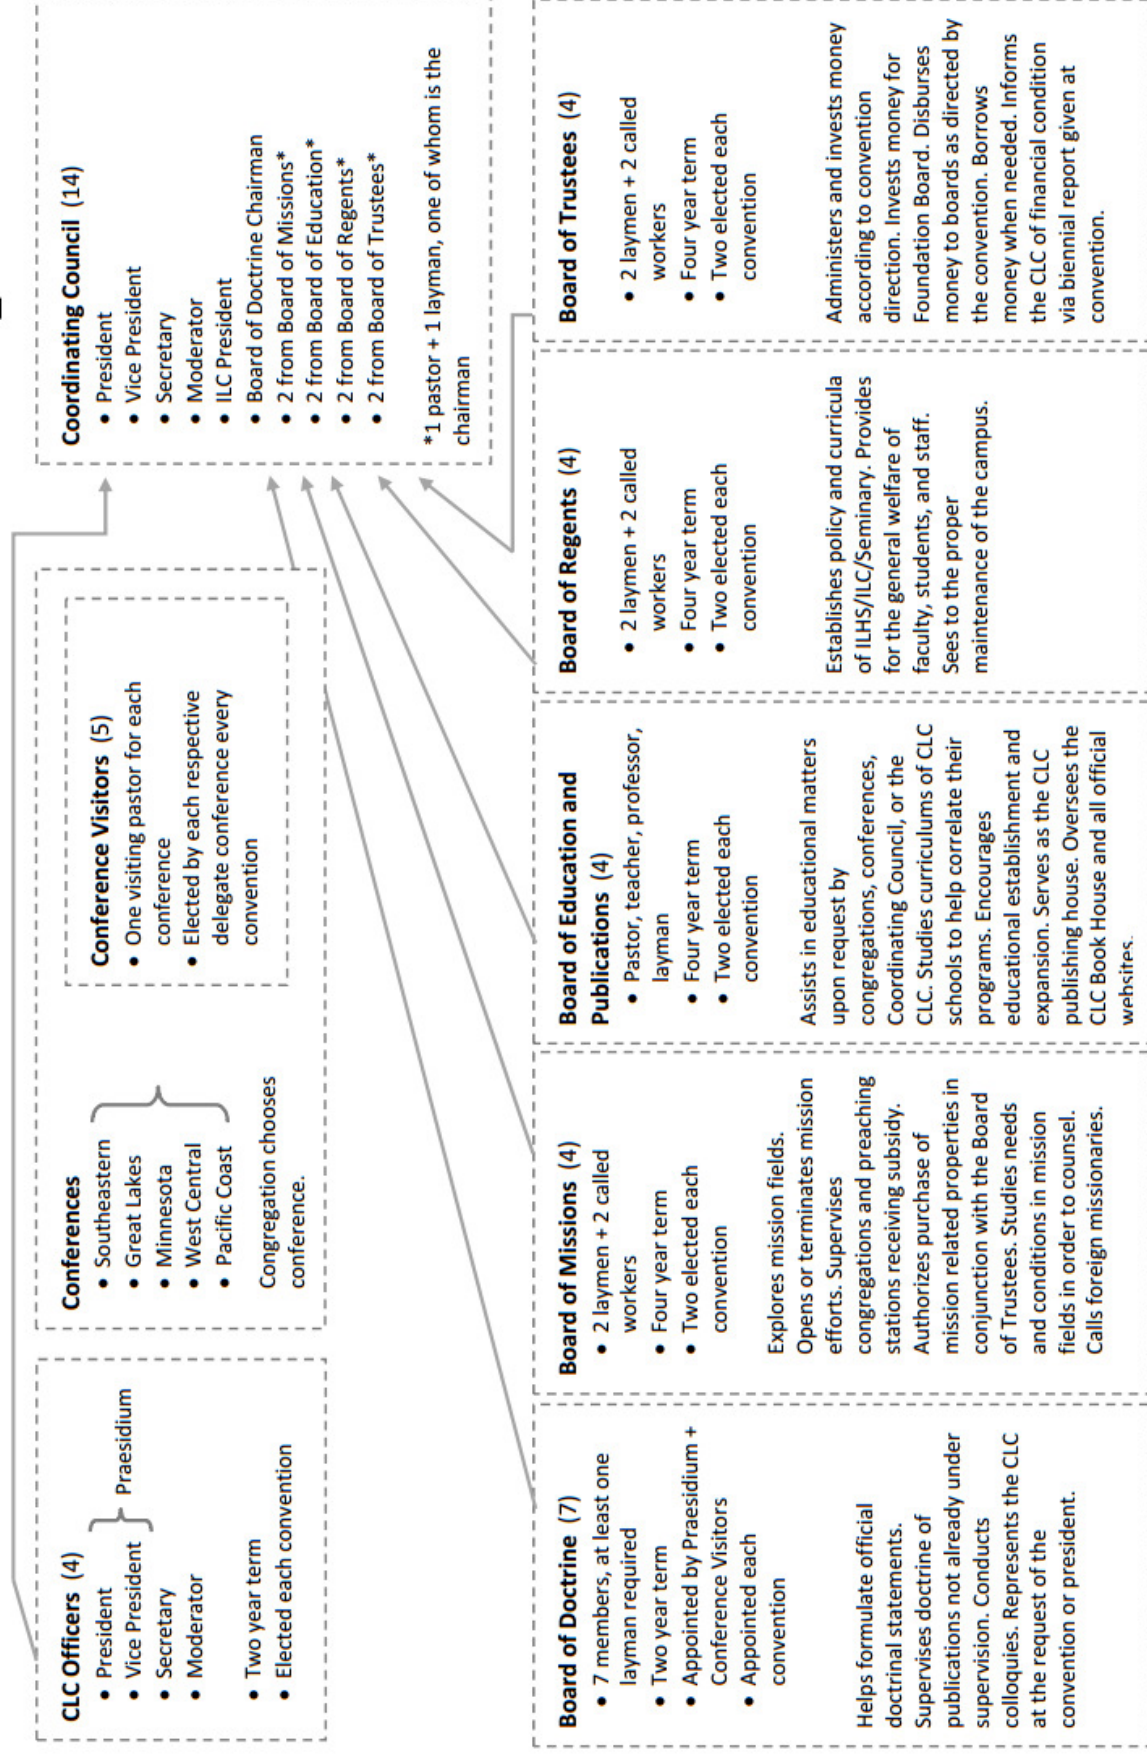 CLC Officers (4)
• President
• Vice President
• Secretary
• Moderator
Praesidium
• Two year term
• Elected each convention
Conferences
• Southeastern
• Great Lakes
• Minnesota
• West Central
• Pacific Coast
Congregation chooses
conference.
Conference Visitors (5)
• One visiting pastor for each
conference
• Elected by each respective
delegate conference every
convention
Coordinating Council (14)
• President
• Vice President
• Secretary
• Moderator
• ILC President
• Board of Doctrine Chairman
• 2 from Board of Missions*
• 2 from Board of Education*
• 2 from Board of Regents*
• 2 from Board of Trustees*
*1 pastor + 1 layman, one of whom is the
chairman
Board of Doctrine (7)
• 7 members, at least one
layman required
• Two year term
• Appointed by Praesidium +
Conference Visitors
• Appointed each
convention
Helps formulate official
doctrinal statements.
Supervises doctrine of
publications not already under
supervision. Conducts
colloquies. Represents the CLC
at the request of the
convention or president.
Board of Missions (4)
• 2 laymen + 2 called
workers
• Four year term
• Two elected each
convention
Explores mission fields.
Opens or terminates mission
efforts. Supervises
congregations and preaching
stations receiving subsidy.
Authorizes purchase of
mission related properties in
conjunction with the Board
of Trustees. Studies needs
and conditions in mission
fields in order to counsel.
Calls foreign missionaries.
Board of Education and
Publications (4)
• Pastor, teacher, professor,
layman
• Four year term
• Two elected each
convention
Assists in educational matters
upon request by
congregations, conferences,
Coordinating Council, or the
CLC. Studies curriculums of CLC
schools to help correlate their
programs. Encourages
educational establishment and
expansion. Serves as the CLC
publishing house. Oversees the
CLC Book House and all official
websites.
Board of Regents (4)
• 2 laymen + 2 called
workers
• Four year term
• Two elected each
convention
Establishes policy and curricula
of ILHS/ILC/Seminary. Provides
for the general welfare of
faculty, students, and staff.
Sees to the proper
maintenance of the campus.
Board of Trustees (4)
• 2 laymen + 2 called
workers
• Four year term
• Two elected each
convention
Administers and invests money
according to convention
direction. Invests money for
Foundation Board. Disburses
money to boards as directed by
the convention. Borrows
money when needed. Informs
the CLC of financial condition
via biennial report given at
convention.